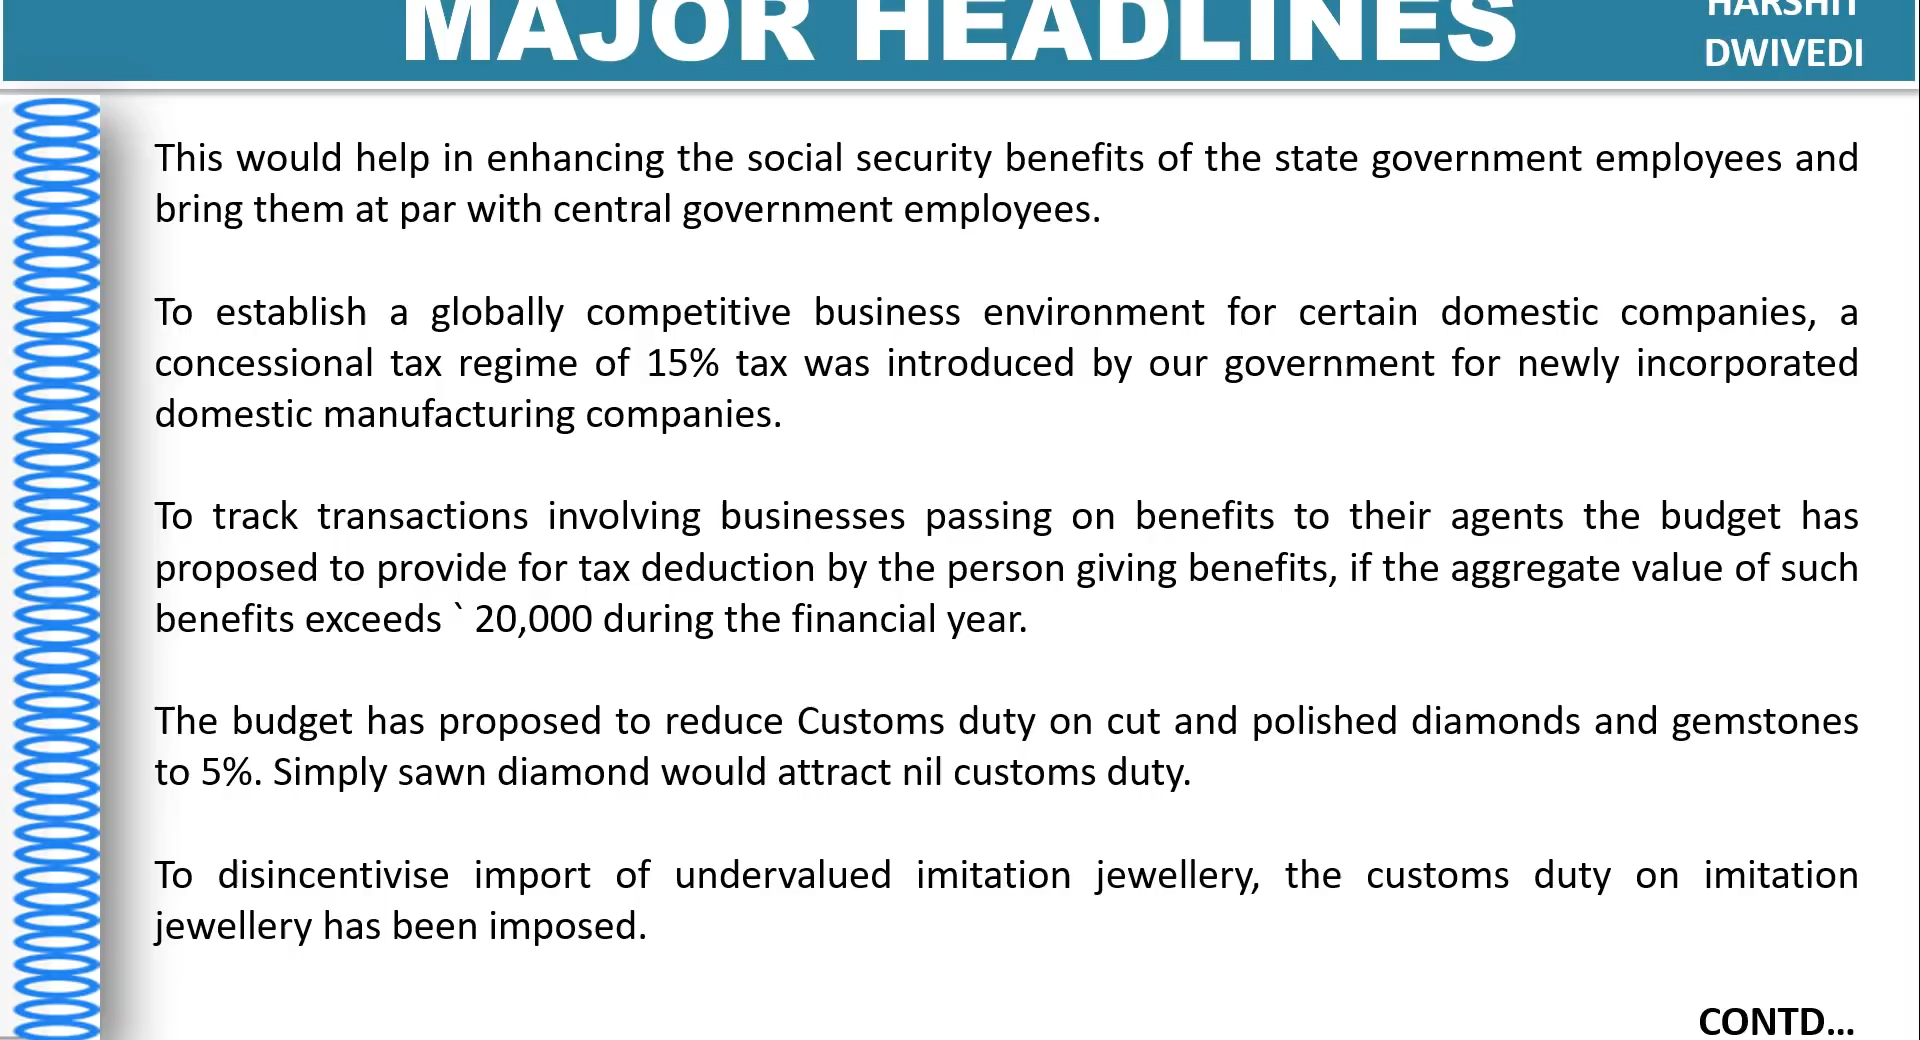 MAJOR HEADLINES
HARSHIT
DWIVEDI
This would help in enhancing the social security benefits of the state government employees and
bring them at par with central government employees.
To establish a globally competitive business environment for certain domestic companies, a
concessional tax regime of 15% tax was introduced by our government for newly incorporated
domestic manufacturing companies.
To track transactions involving businesses passing on benefits to their agents the budget has
proposed to provide for tax deduction by the person giving benefits, if the aggregate value of such
benefits exceeds ` 20,000 during the financial year.
The budget has proposed to reduce Customs duty on cut and polished diamonds and gemstones
to 5%. Simply sawn diamond would attract nil customs duty.
To disincentivise import of undervalued imitation jewellery, the customs duty on imitation
jewellery has been imposed.
CONTD...